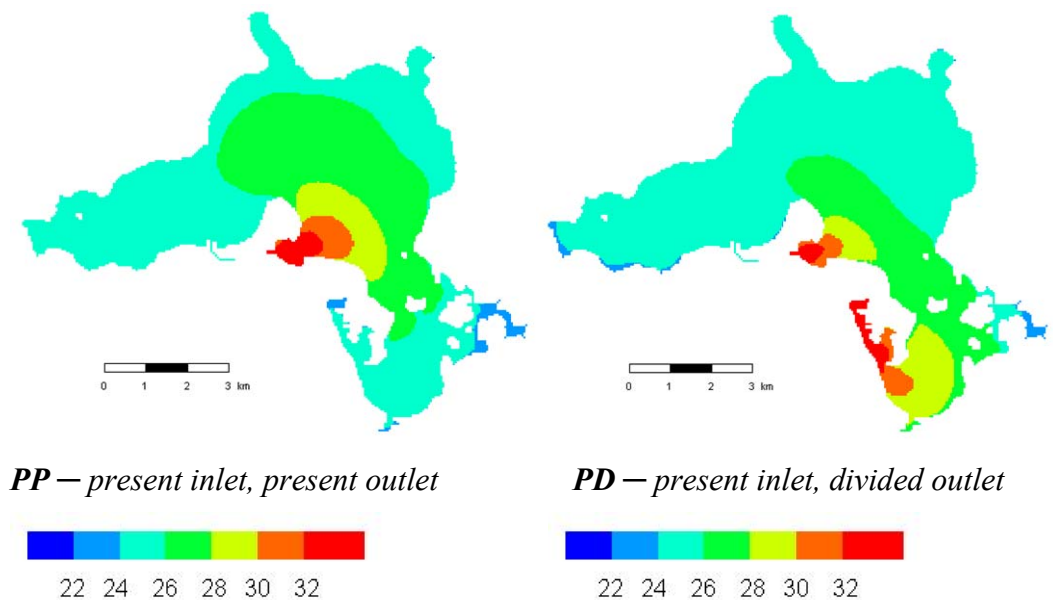 0 1 2 3 km
0 1 2 3 km
PP — present inlet, present outlet
PD — present inlet, divided outlet
22 24 26 28 30 32
22 24 26 28 30 32